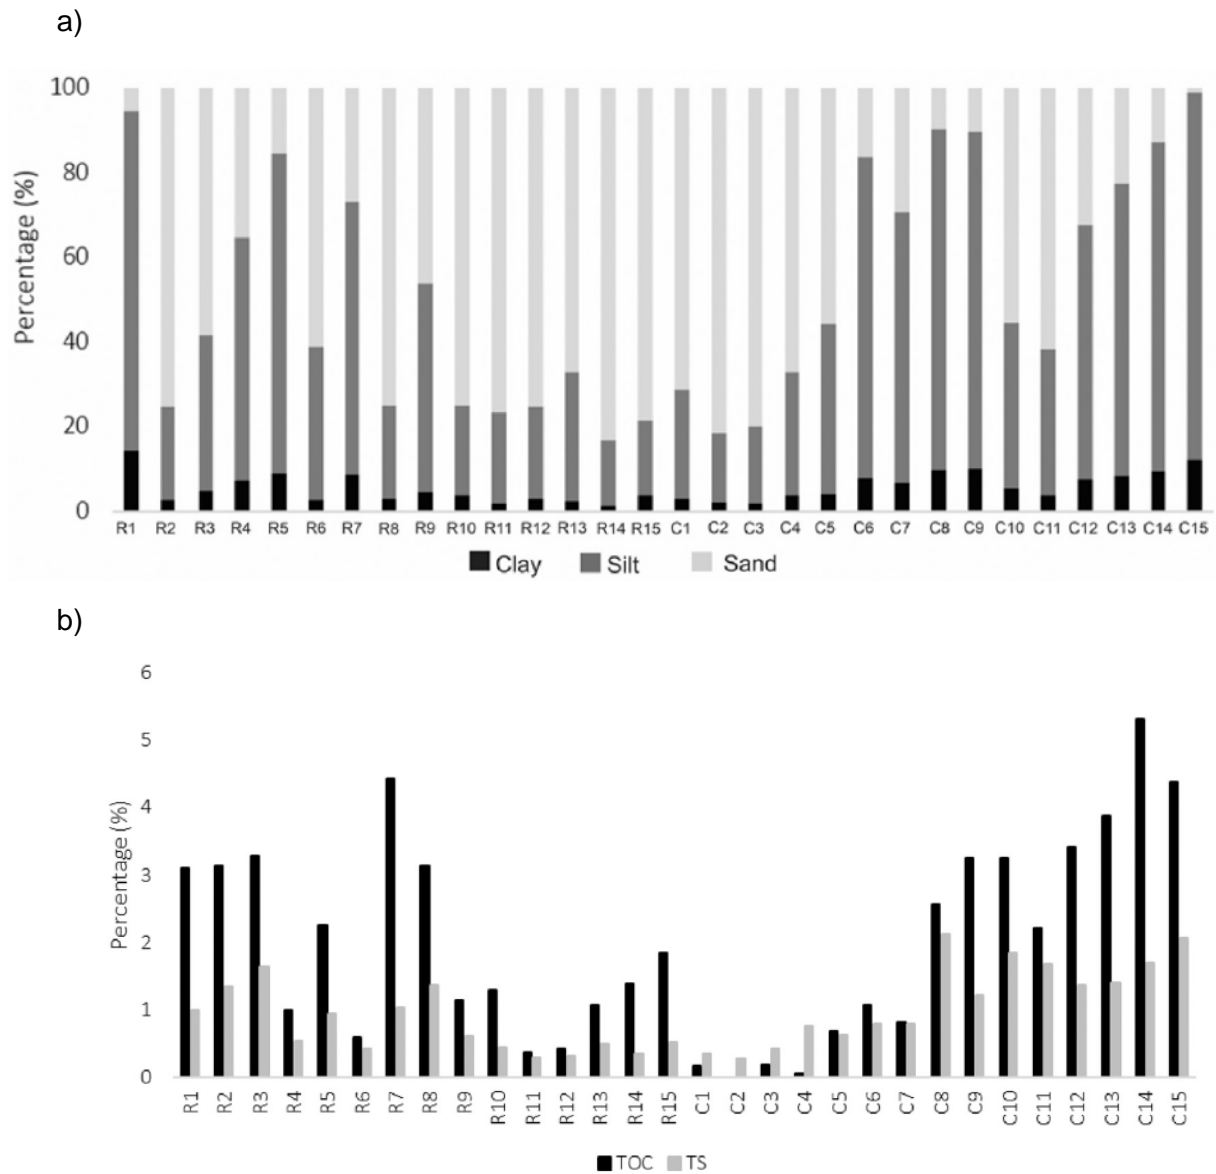 a)
100
80
60
40
20
0
Percentage (%)
R1 R2 R3 R4 R5 R6 R7 R8 R9 R10 R11 R12 R13 R14 R15 C1 C2 C3 C4 C5 C6 C7 C8 C9 C10 C11 C12 C13 C14 C15
Clay Silt Sand
b)
6
5
4
3
2
1
0
Percentage (%)
R1 R2 R3 R4 R5 R6 R7 R8 R9 R10 R11 R12 R13 R14 R15 C1 C2 C3 C4 C5 C6 C7 C8 C9 C10 C11 C12 C13 C14 C15
TOC TS